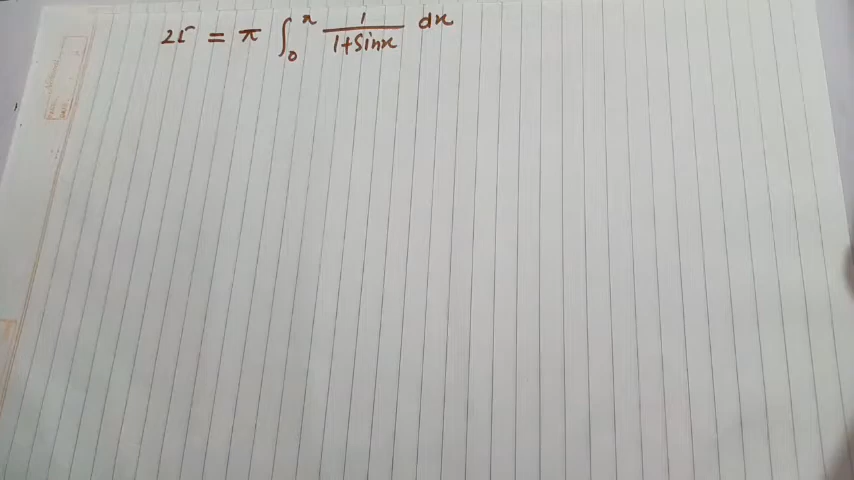 2I = π ∫₀^π 1/(1+Sinx) dx